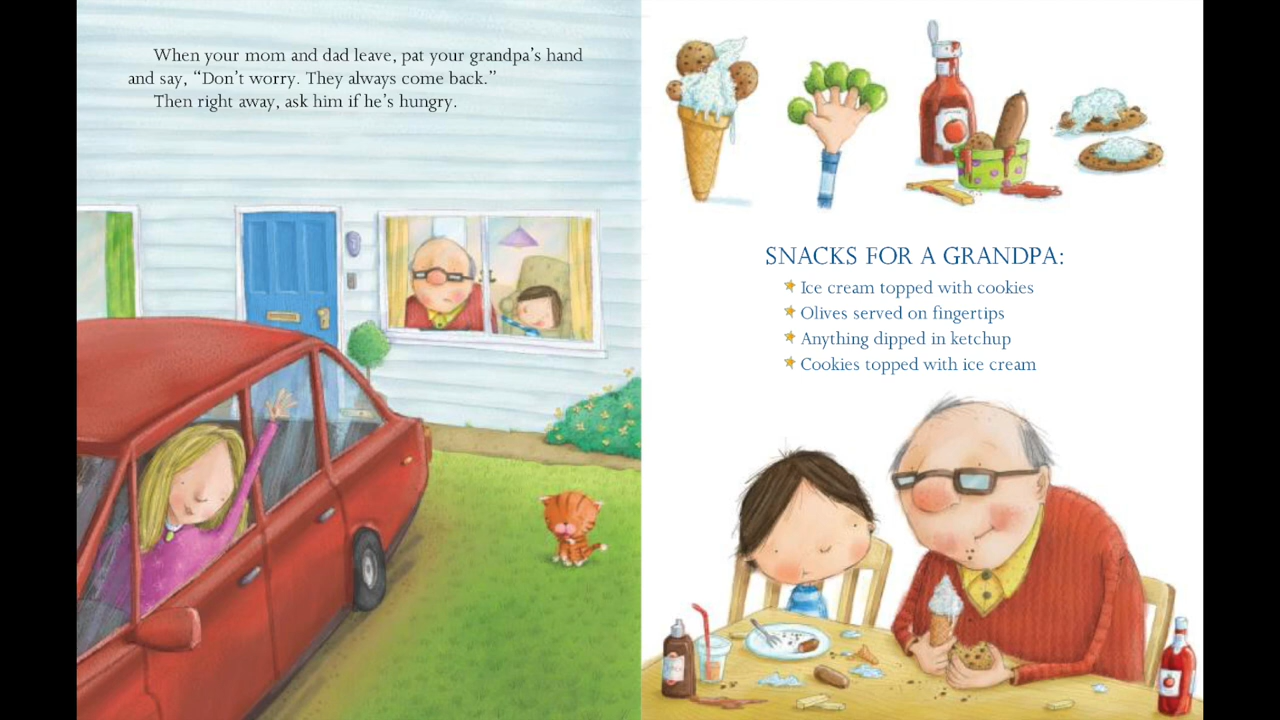 When your mom and dad leave, pat your grandpa's hand
and say, "Don't worry. They always come back."
Then right away, ask him if he's hungry.
SNACKS FOR A GRANDPA:
Ice cream topped with cookies
Olives served on fingertips
Anything dipped in ketchup
Cookies topped with ice cream